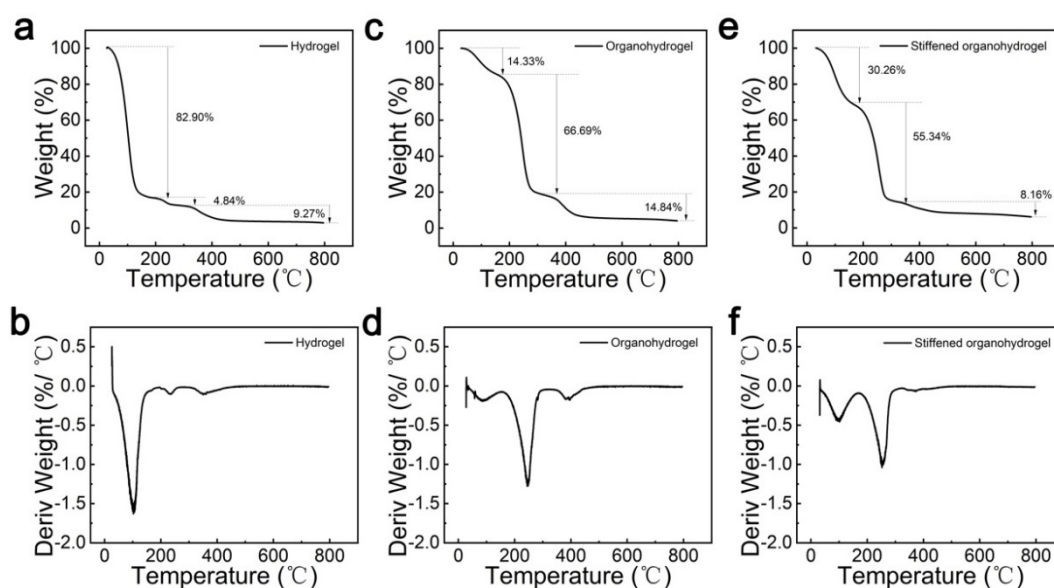 a
Hydrogel
100
80
60
40
20
0
82.90%
4.84%
9.27%
Weight (%)
0 200 400 600 800
Temperature (℃)
c
Organohydrogel
100
80
60
40
20
0
14.33%
66.69%
14.84%
Weight (%)
0 200 400 600 800
Temperature (℃)
e
Stiffened organohydrogel
100
80
60
40
20
0
30.26%
55.34%
8.16%
Weight (%)
0 200 400 600 800
Temperature (℃)
b
Hydrogel
0.5
0.0
-0.5
-1.0
-1.5
-2.0
Deriv Weight (%/ ℃)
0 200 400 600 800
Temperature (℃)
d
Organohydrogel
0.5
0.0
-0.5
-1.0
-1.5
-2.0
Deriv Weight (%/ ℃)
0 200 400 600 800
Temperature (℃)
f
Stiffened organohydrogel
0.5
0.0
-0.5
-1.0
-1.5
-2.0
Deriv Weight (%/ ℃)
0 200 400 600 800
Temperature (℃)